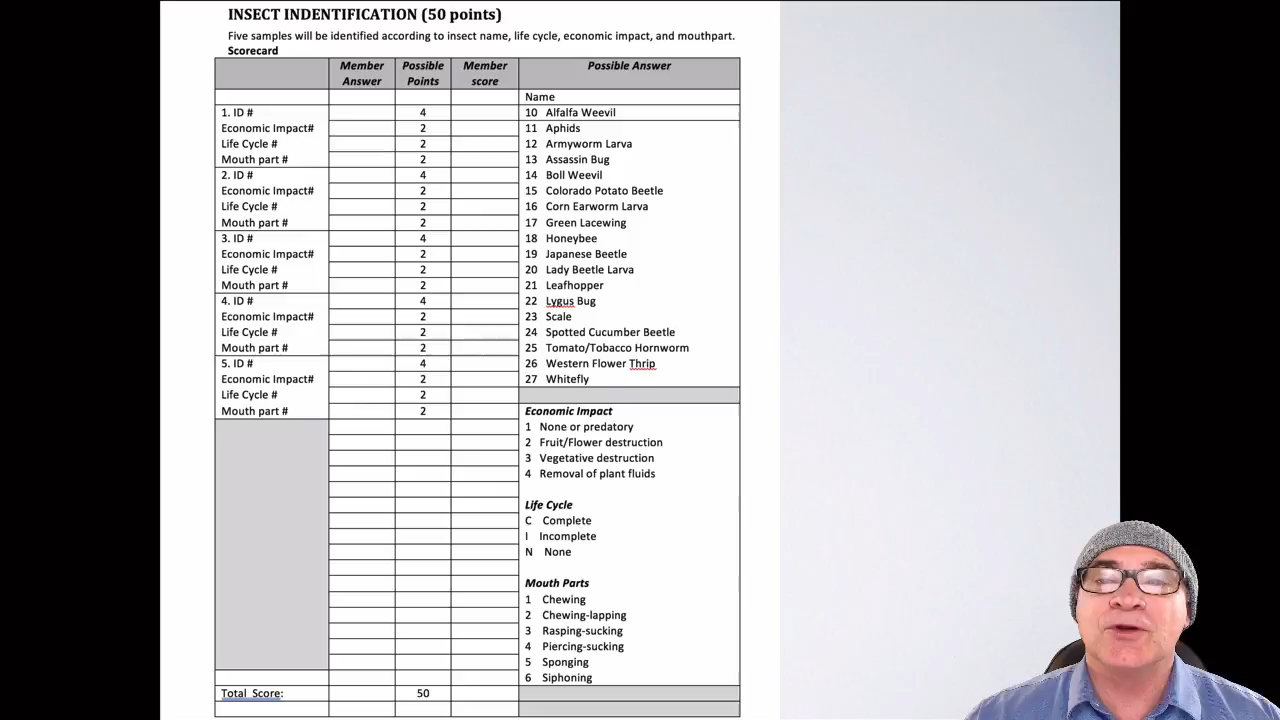 INSECT INDENTIFICATION (50 points)
Five samples will be identified according to insect name, life cycle, economic impact, and mouthpart.
Scorecard
Member Answer Possible Points Member score Possible Answer
Name
1. ID # 4 10 Alfalfa Weevil
Economic Impact# 2 11 Aphids
Life Cycle # 2 12 Armyworm Larva
Mouth part # 2 13 Assassin Bug
2. ID # 4 14 Boll Weevil
Economic Impact# 2 15 Colorado Potato Beetle
Life Cycle # 2 16 Corn Earworm Larva
Mouth part # 2 17 Green Lacewing
3. ID # 4 18 Honeybee
Economic Impact# 2 19 Japanese Beetle
Life Cycle # 2 20 Lady Beetle Larva
Mouth part # 2 21 Leafhopper
4. ID # 4 22 Lygus Bug
Economic Impact# 2 23 Scale
Life Cycle # 2 24 Spotted Cucumber Beetle
Mouth part # 2 25 Tomato/Tobacco Hornworm
5. ID # 4 26 Western Flower Thrip
Economic Impact# 2 27 Whitefly
Life Cycle # 2
Mouth part # 2 Economic Impact
1 None or predatory
2 Fruit/Flower destruction
3 Vegetative destruction
4 Removal of plant fluids
Life Cycle
C Complete
I Incomplete
N None
Mouth Parts
1 Chewing
2 Chewing-lapping
3 Rasping-sucking
4 Piercing-sucking
5 Sponging
6 Siphoning
Total Score: 50